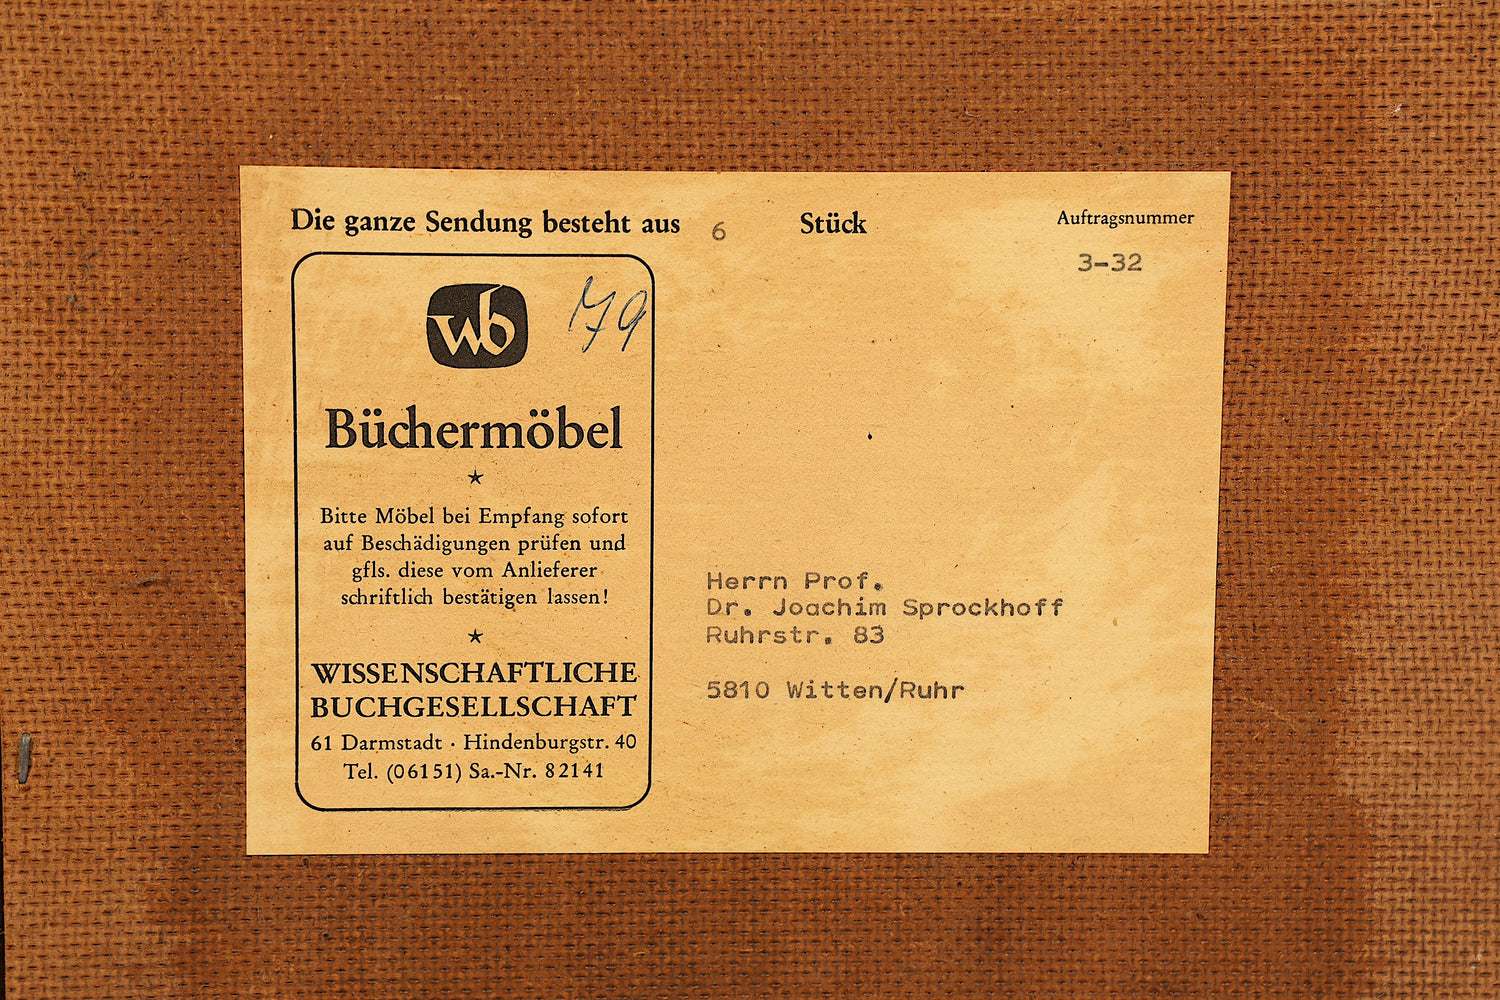 Die ganze Sendung besteht aus 6 Stück
Auftragsnummer
3-32
wb
79
Büchermöbel
★
Bitte Möbel bei Empfang sofort
auf Beschädigungen prüfen und
gfls. diese vom Anlieferer
schriftlich bestätigen lassen!
★
WISSENSCHAFTLICHE
BUCHGESELLSCHAFT
61 Darmstadt · Hindenburgstr. 40
Tel. (06151) Sa.-Nr. 82141
Herrn Prof.
Dr. Joachim Sprockhoff
Ruhrstr. 83
5810 Witten/Ruhr